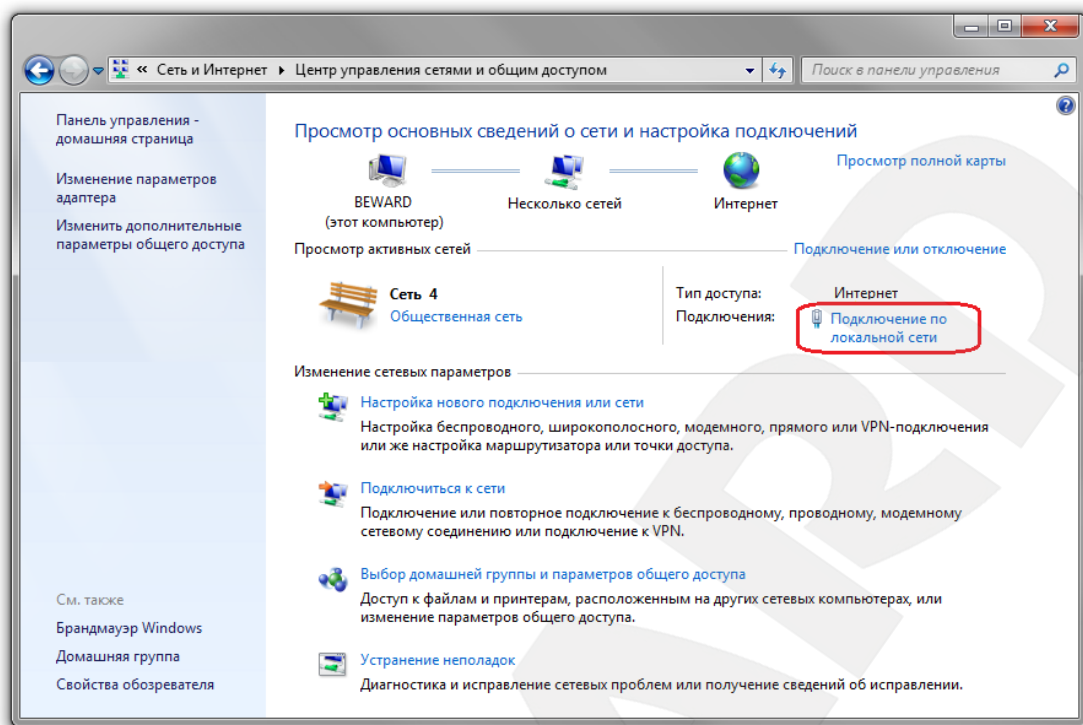 « Сеть и Интернет ▸ Центр управления сетями и общим доступом
Поиск в панели управления
Панель управления -
домашняя страница
Изменение параметров
адаптера
Изменить дополнительные
параметры общего доступа
См. также
Брандмауэр Windows
Домашняя группа
Свойства обозревателя
Просмотр основных сведений о сети и настройка подключений
Просмотр полной карты
BEWARD
(этот компьютер)
Несколько сетей
Интернет
Просмотр активных сетей
Подключение или отключение
Сеть 4
Общественная сеть
Тип доступа: Интернет
Подключения: Подключение по
локальной сети
Изменение сетевых параметров
Настройка нового подключения или сети
Настройка беспроводного, широкополосного, модемного, прямого или VPN-подключения
или же настройка маршрутизатора или точки доступа.
Подключиться к сети
Подключение или повторное подключение к беспроводному, проводному, модемному
сетевому соединению или подключение к VPN.
Выбор домашней группы и параметров общего доступа
Доступ к файлам и принтерам, расположенным на других сетевых компьютерах, или
изменение параметров общего доступа.
Устранение неполадок
Диагностика и исправление сетевых проблем или получение сведений об исправлении.